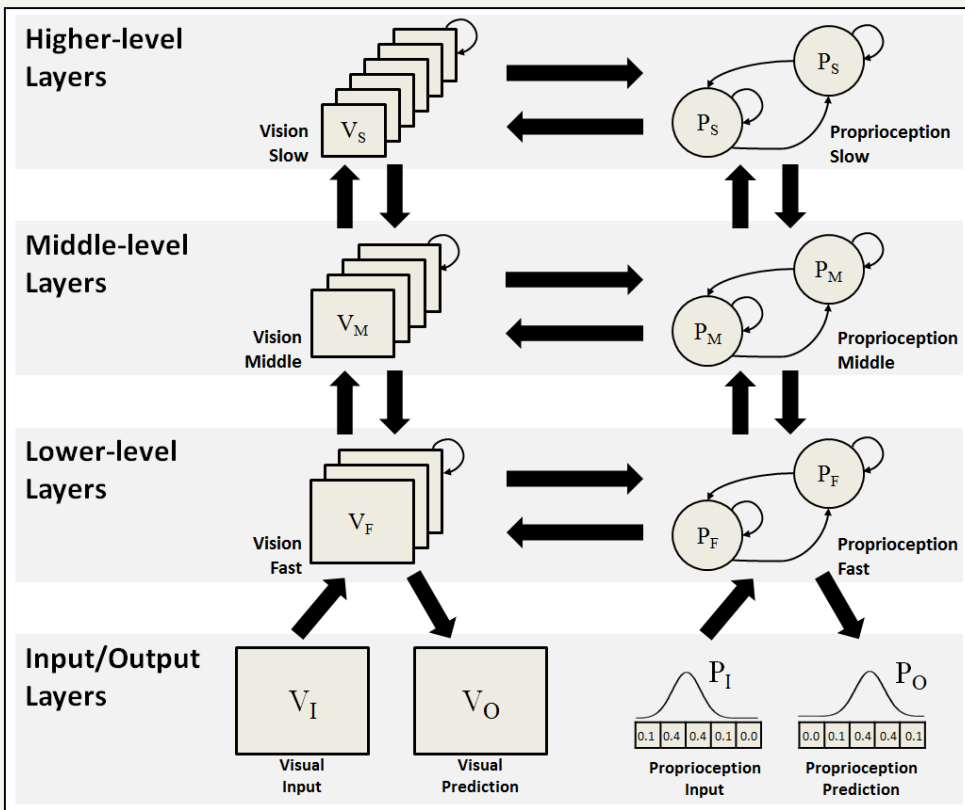 Higher-level
Layers
V_S
Vision
Slow
P_S
P_S
Proprioception
Slow
Middle-level
Layers
V_M
Vision
Middle
P_M
P_M
Proprioception
Middle
Lower-level
Layers
V_F
Vision
Fast
P_F
P_F
Proprioception
Fast
Input/Output
Layers
V_I
Visual
Input
V_O
Visual
Prediction
P_I
0.1 0.4 0.4 0.1 0.0
Proprioception
Input
P_O
0.0 0.1 0.4 0.4 0.1
Proprioception
Prediction